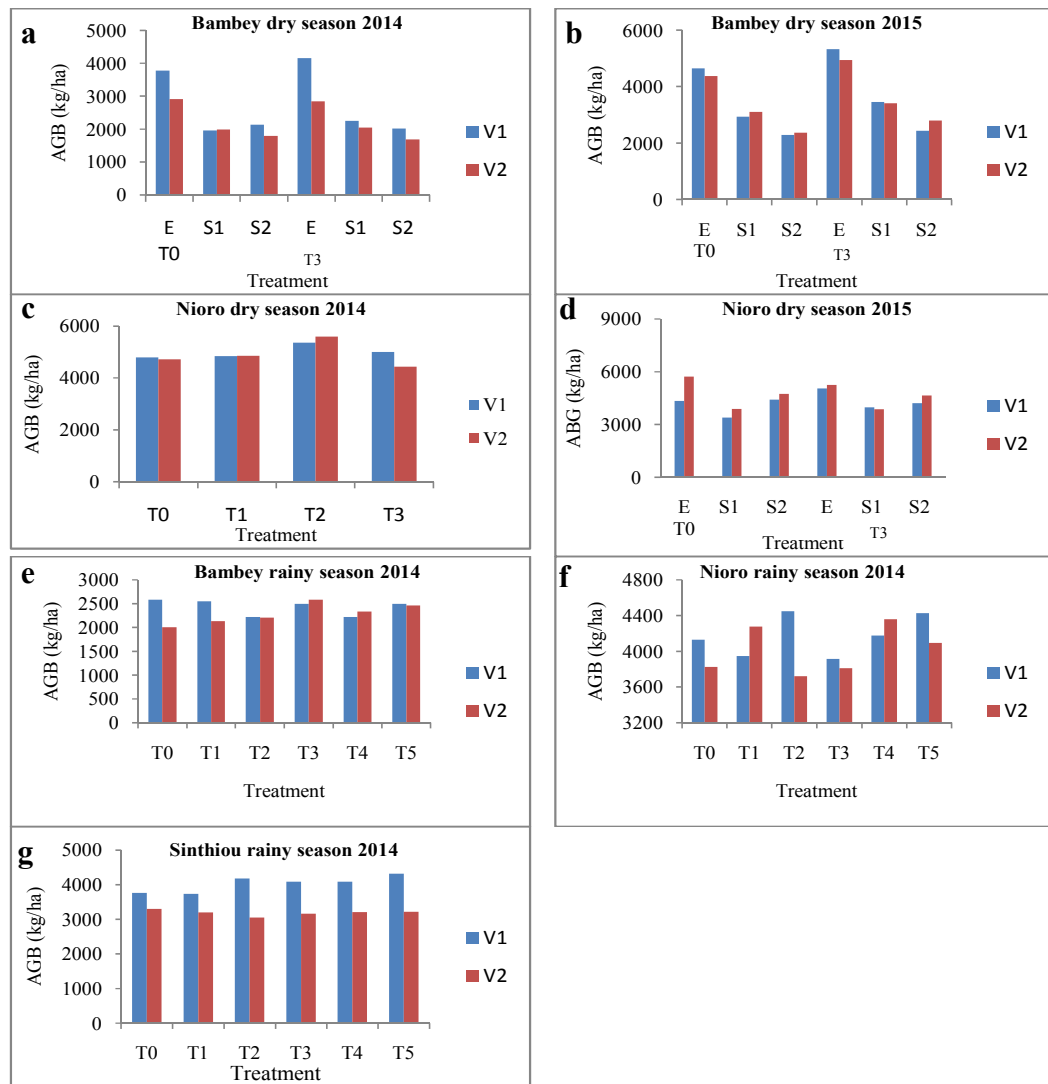 a
Bambey dry season 2014
5000
4000
3000
2000
1000
0
AGB (kg/ha)
E S1 S2 E S1 S2
T0 T3
Treatment
V1
V2
b
Bambey dry season 2015
6000
4000
2000
0
AGB (kg/ha)
E S1 S2 E S1 S2
T0 T3
Treatment
V1
V2
c
Nioro dry season 2014
6000
4000
2000
0
AGB (kg/ha)
T0 T1 T2 T3
Treatment
V1
V2
d
Nioro dry season 2015
9000
6000
3000
0
ABG (kg/ha)
E S1 S2 E S1 S2
T0 T3
Treatment
V1
V2
e
Bambey rainy season 2014
3000
2500
2000
1500
1000
500
0
AGB (kg/ha)
T0 T1 T2 T3 T4 T5
Treatment
V1
V2
f
Nioro rainy season 2014
4800
4400
4000
3600
3200
AGB (kg/ha)
T0 T1 T2 T3 T4 T5
Treatment
V1
V2
g
Sinthiou rainy season 2014
5000
4000
3000
2000
1000
0
AGB (kg/ha)
T0 T1 T2 T3 T4 T5
Treatment
V1
V2